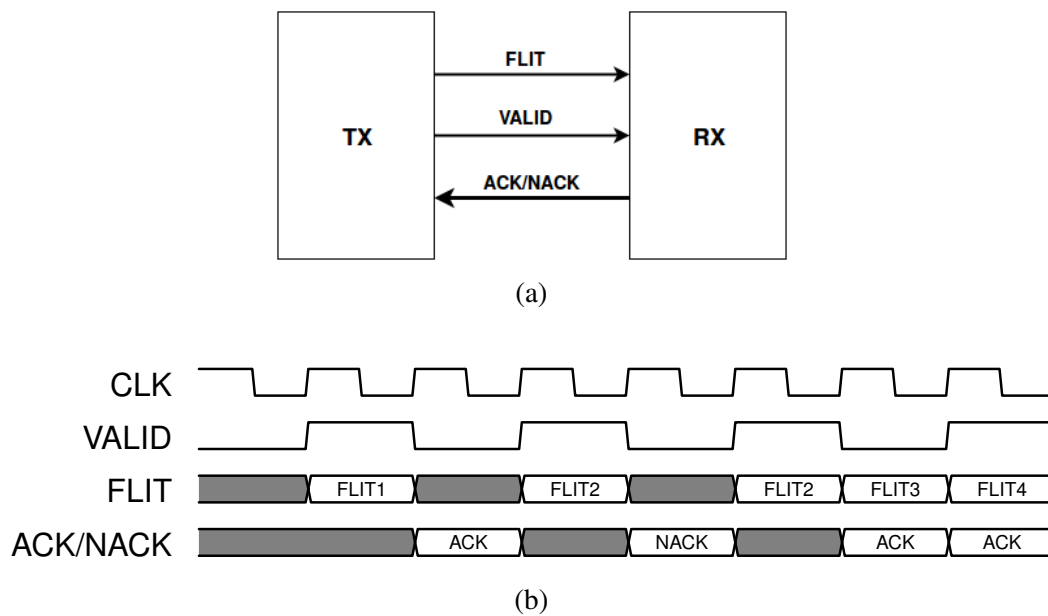 FLIT
VALID
TX
RX
ACK/NACK
(a)
CLK
VALID
FLIT FLIT1 FLIT2 FLIT2 FLIT3 FLIT4
ACK/NACK ACK NACK ACK ACK
(b)